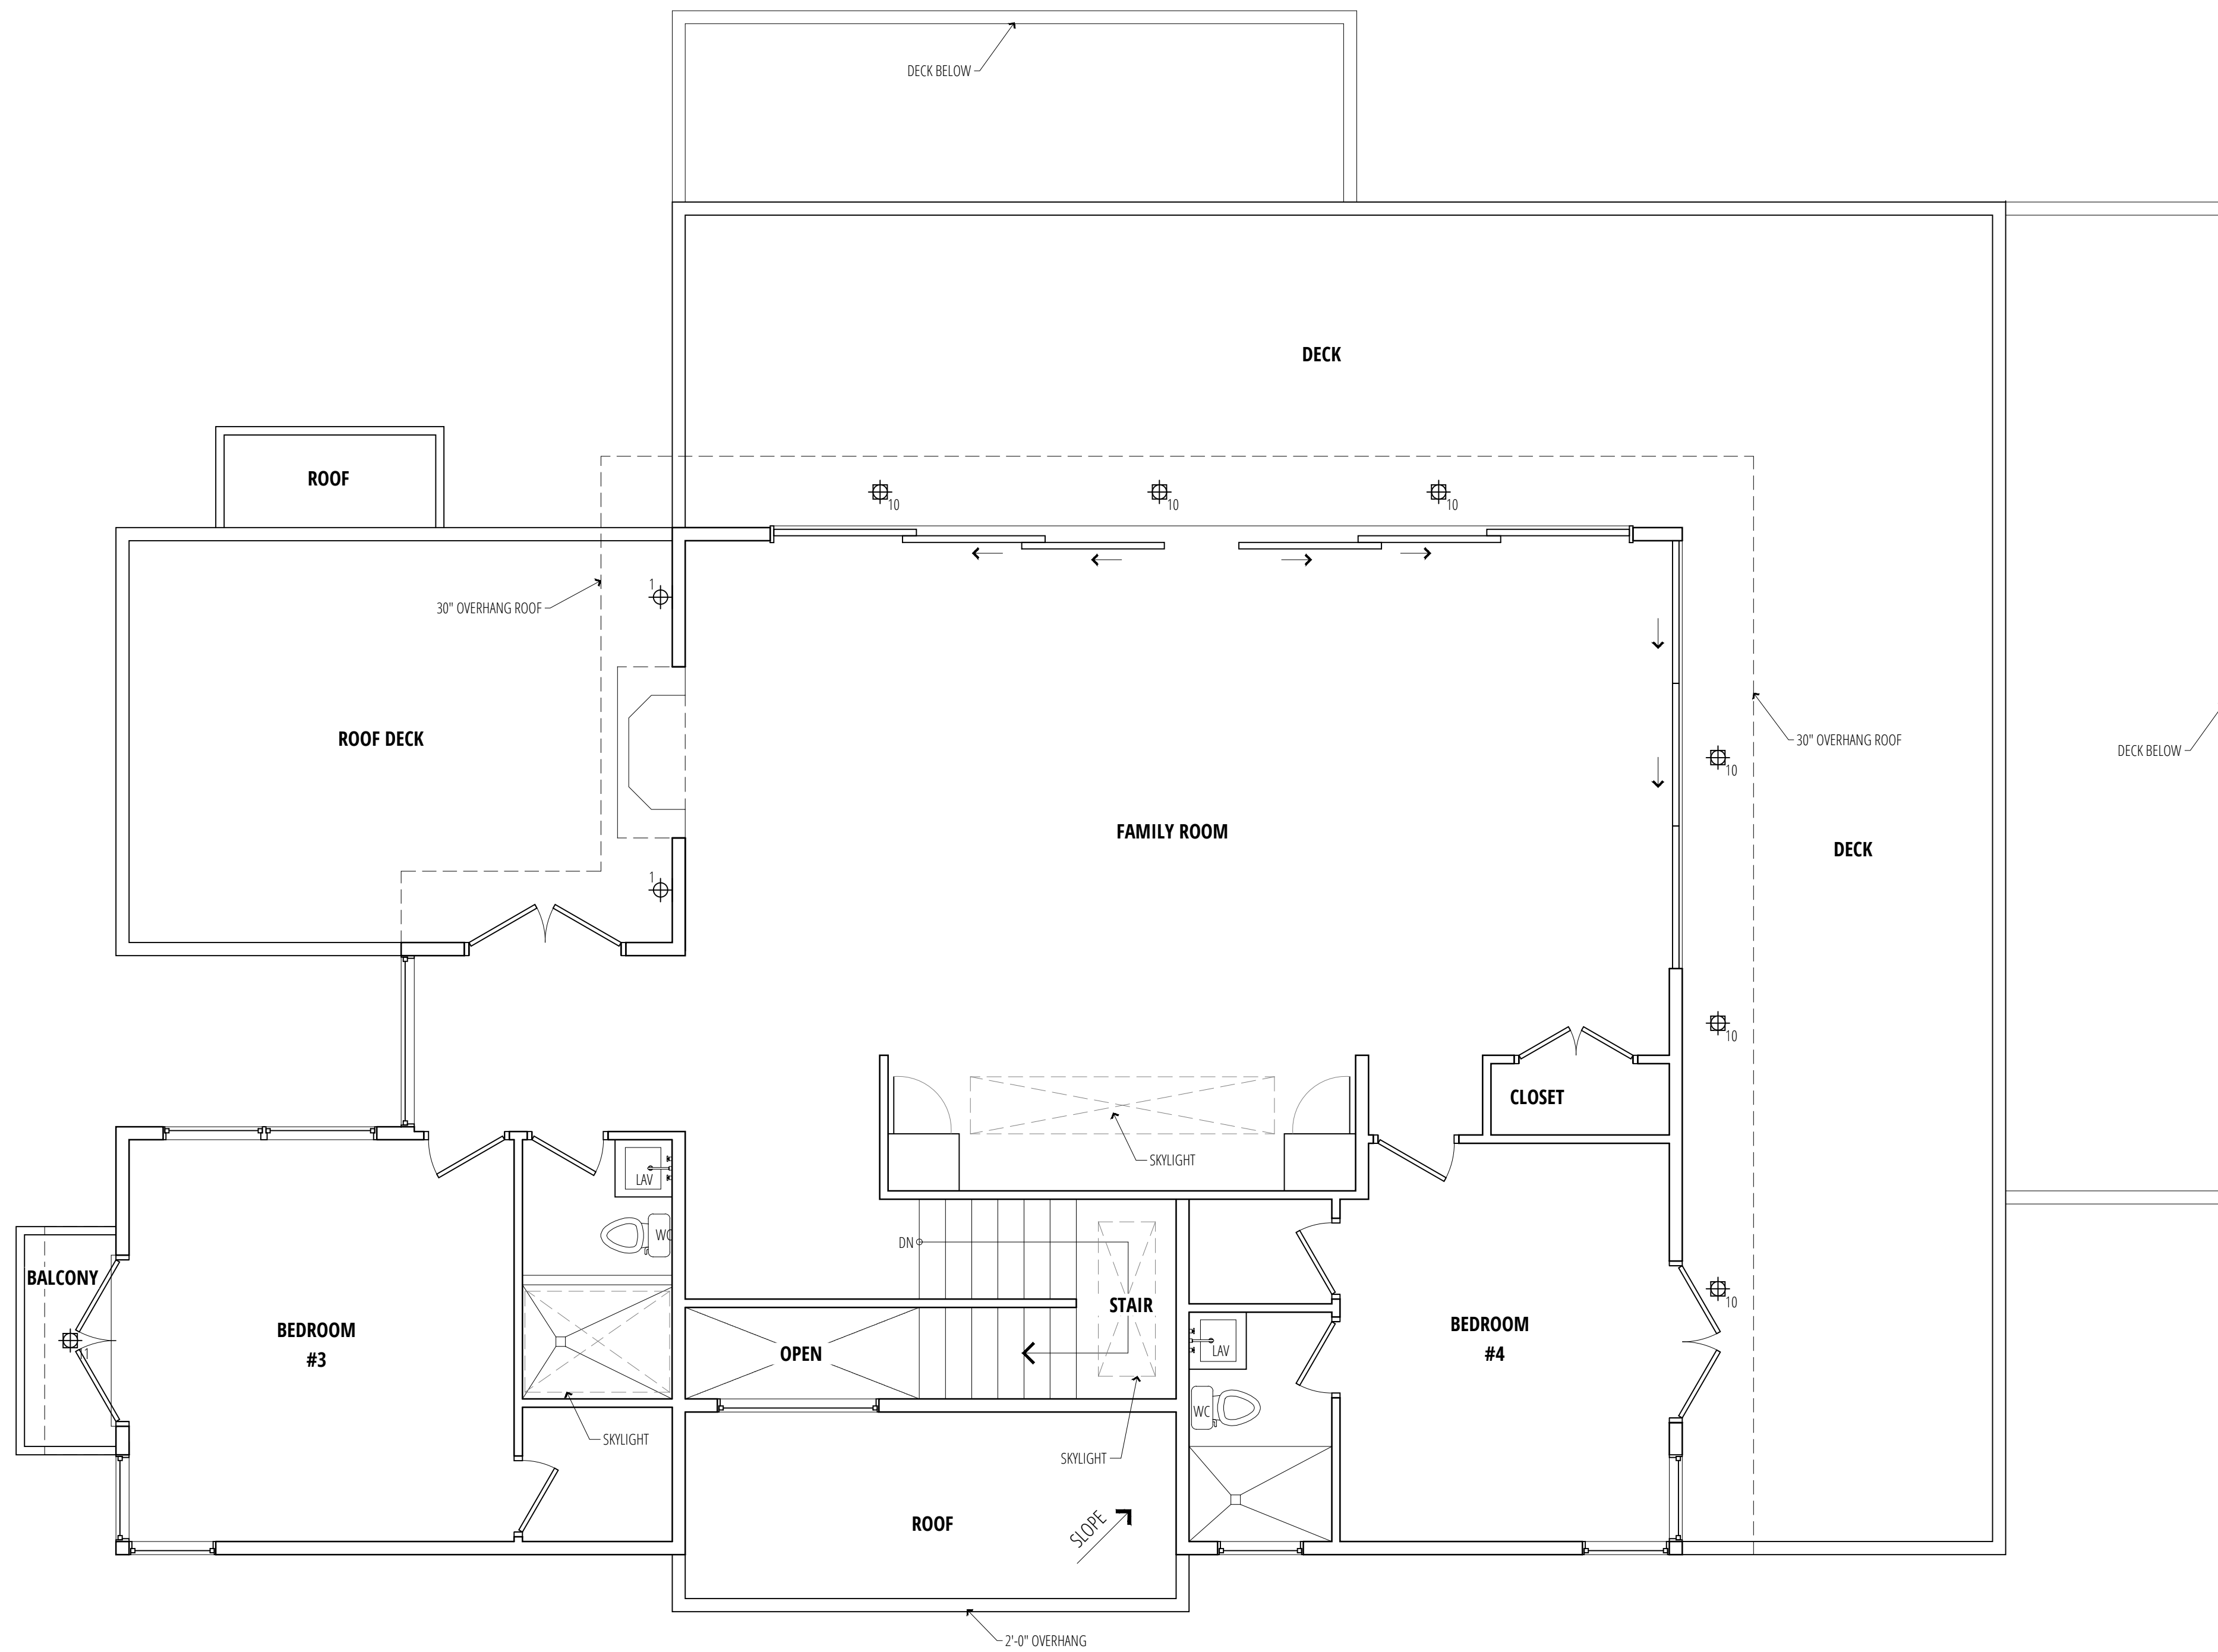 DECK BELOW
DECK
ROOF
10
10
10
1
30" OVERHANG ROOF
ROOF DECK
30" OVERHANG ROOF
DECK BELOW
10
FAMILY ROOM
DECK
1
10
CLOSET
SKYLIGHT
LAV
WC
DN
BALCONY
10
STAIR
BEDROOM
#3
BEDROOM
#4
OPEN
LAV
11
WC
SKYLIGHT
SKYLIGHT
ROOF
SLOPE
2'-0" OVERHANG